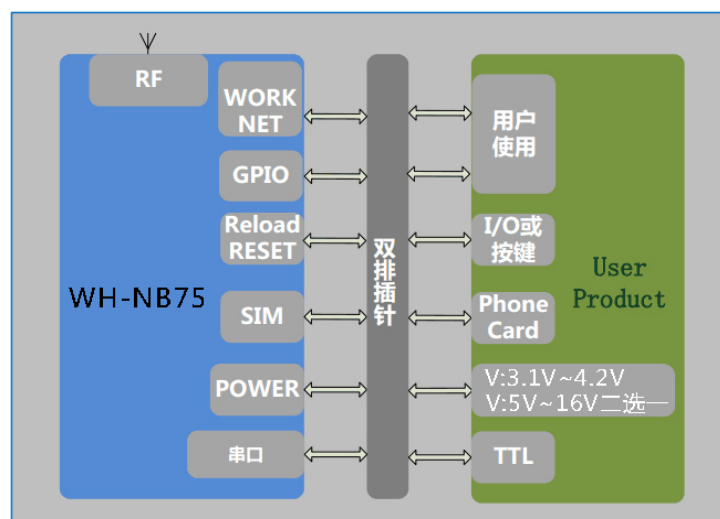 RF
WORK
NET
GPIO
Reload
RESET
WH-NB75
SIM
POWER
串口
双排插针
用户
使用
I/O或
按键
User
Product
Phone
Card
V:3.1V~4.2V
V:5V~16V二选一
TTL